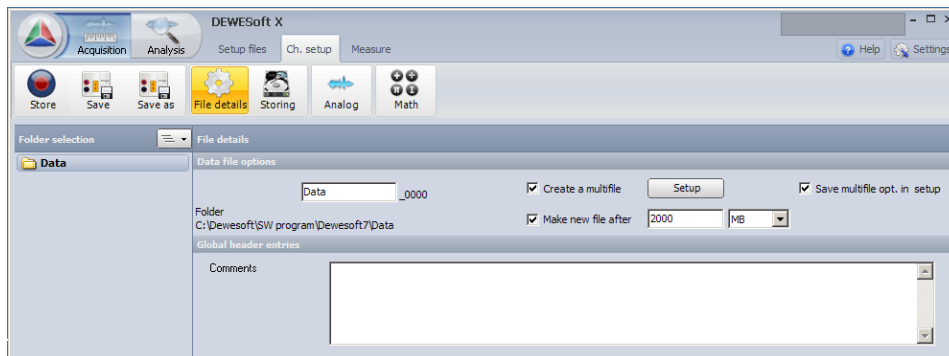 DEWESoft X
Acquisition Analysis Setup files Ch. setup Measure Help Settings
Store Save Save as File details Storing Analog Math
Folder selection File details
Data Data file options
Data _0000 Create a multifile Setup Save multifile opt. in setup
Folder
C:\Dewesoft\SW program\Dewesoft7\Data Make new file after 2000 MB
Global header entries
Comments